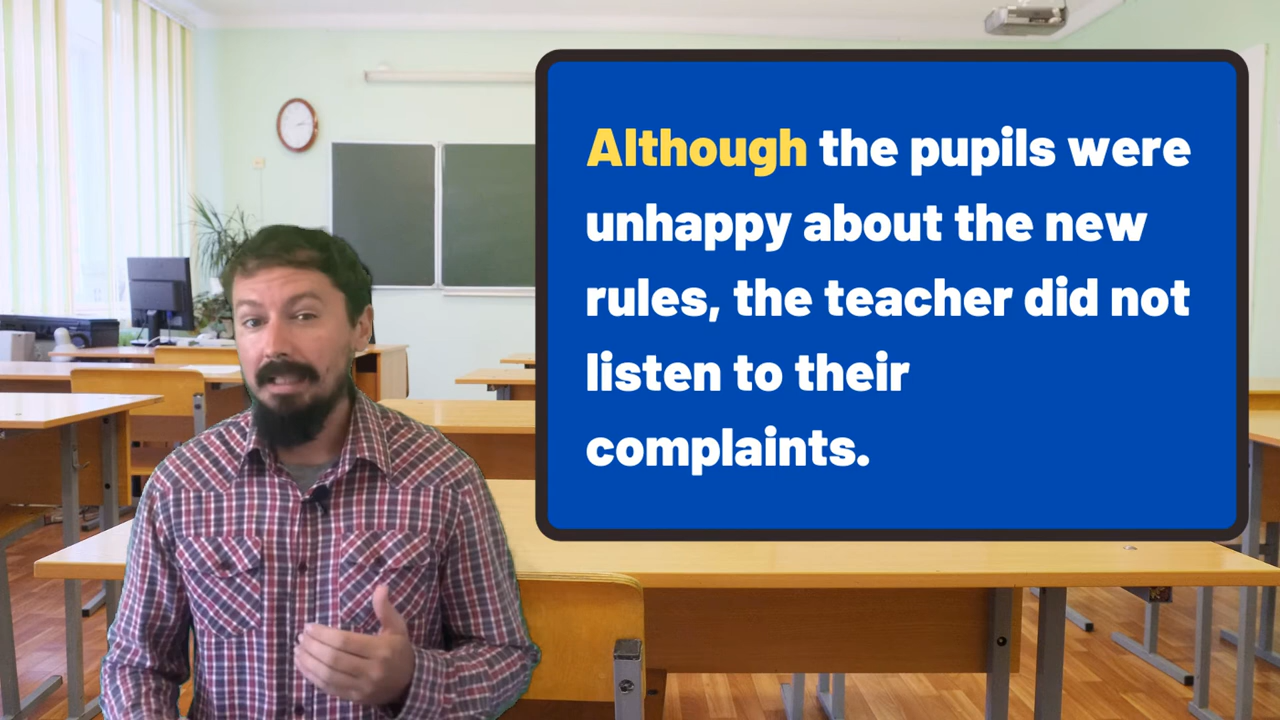 Although the pupils were
unhappy about the new
rules, the teacher did not
listen to their
complaints.